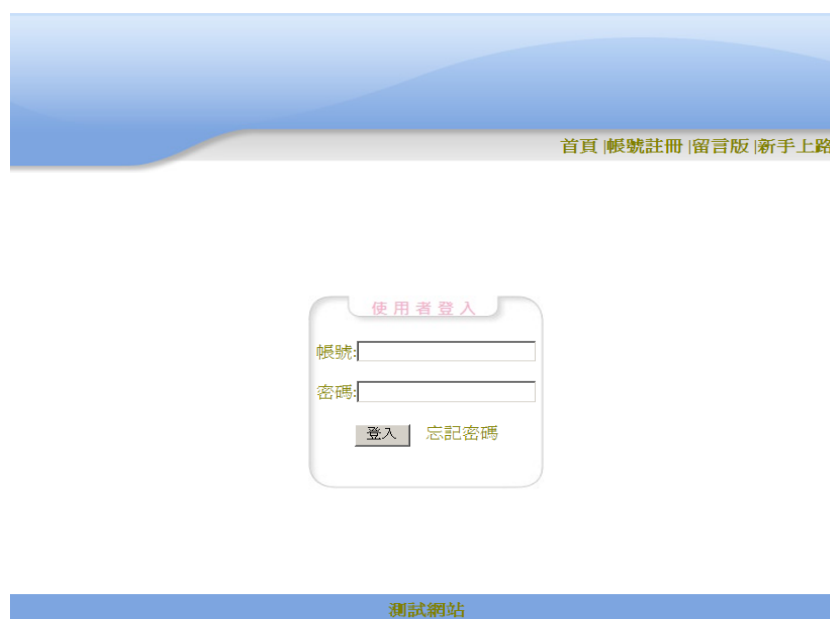 首頁 |帳號註冊 |留言版 |新手上路
使用者登入
帳號:
密碼:
登入 忘記密碼
測試網站